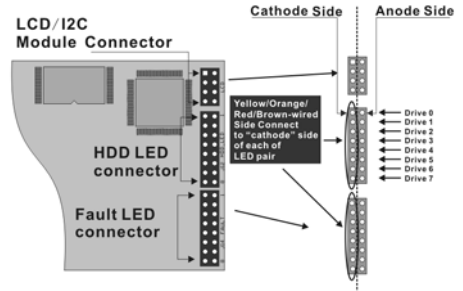 Cathode Side
Anode Side
LCD/I2C
Module Connector
Yellow/Orange/
Red/Brown-wired
Side Connect
to "cathode" side
of each of
LED pair
Drive 0
Drive 1
Drive 2
Drive 3
Drive 4
Drive 5
Drive 6
Drive 7
HDD LED
connector
Fault LED
connector